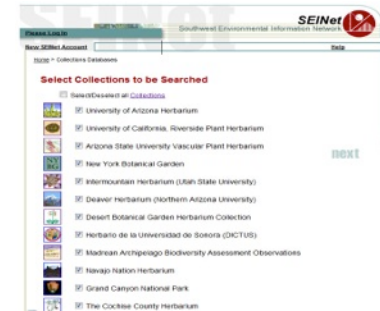 SEINet
Southwest Environmental Information Network
Please Log In
New SEINet Account
Help
Home > Collections Databases
Select Collections to be Searched
Select/Deselect all Collections
University of Arizona Herbarium
University of California, Riverside Plant Herbarium
Arizona State University Vascular Plant Herbarium
next
New York Botanical Garden
Intermountain Herbarium (Utah State University)
Deaver Herbarium (Northern Arizona University)
Desert Botanical Garden Herbarium Collection
Herbario de la Universidad de Sonora (DICTUS)
Madrean Archipelago Biodiversity Assessment Observations
Navajo Nation Herbarium
Grand Canyon National Park
The Cochise County Herbarium